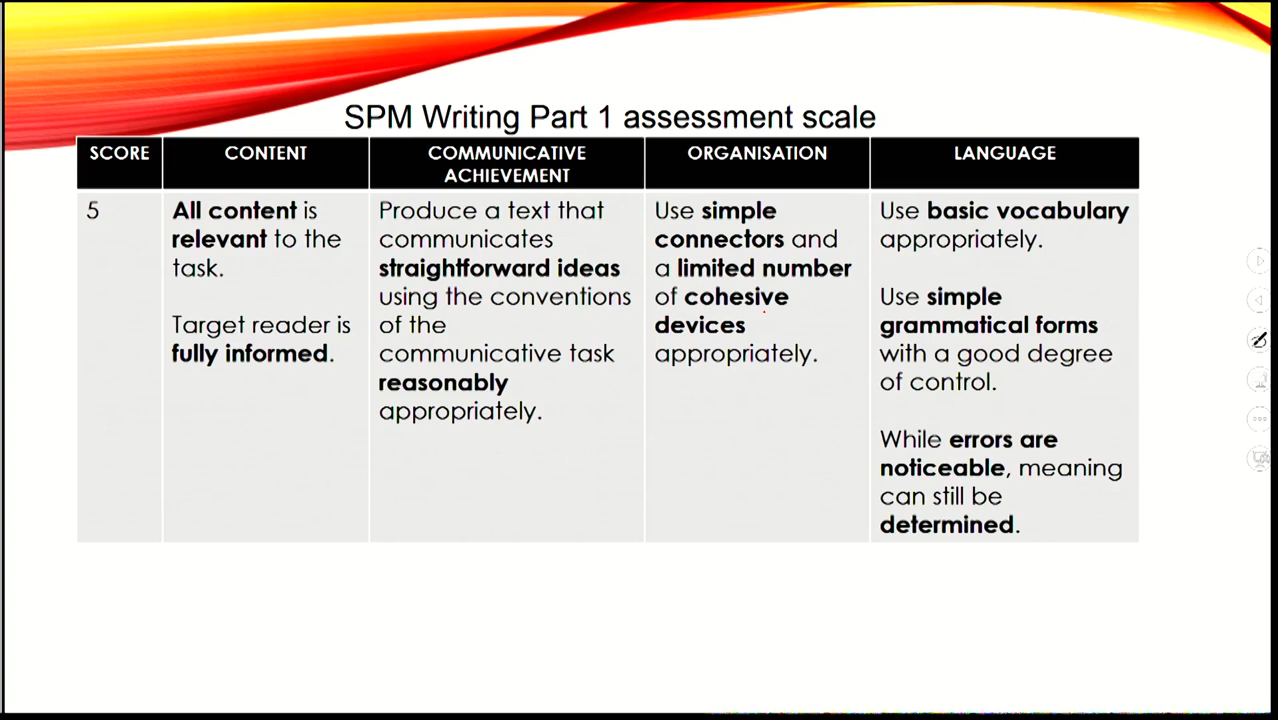 SPM Writing Part 1 assessment scale
SCORE
CONTENT
COMMUNICATIVE
ACHIEVEMENT
ORGANISATION
LANGUAGE
5
All content is
relevant to the
task.
Target reader is
fully informed.
Produce a text that
communicates
straightforward ideas
using the conventions
of the
communicative task
reasonably
appropriately.
Use simple
connectors and
a limited number
of cohesive
devices
appropriately.
Use basic vocabulary
appropriately.
Use simple
grammatical forms
with a good degree
of control.
While errors are
noticeable, meaning
can still be
determined.